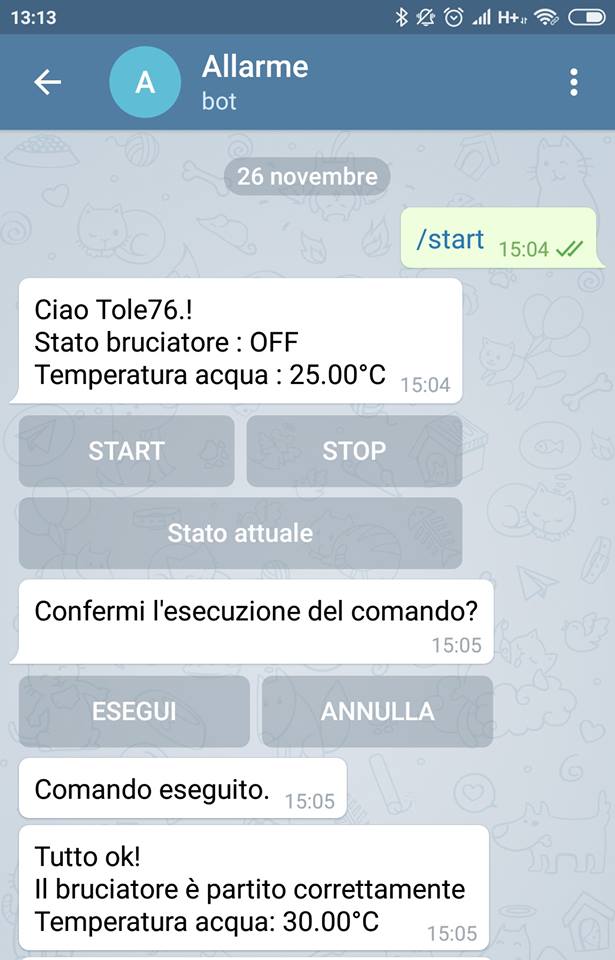 13:13
H+
A
Allarme
bot
26 novembre
/start 15:04
Ciao Tole76.!
Stato bruciatore : OFF
Temperatura acqua : 25.00°C 15:04
START STOP
Stato attuale
Confermi l'esecuzione del comando?
15:05
ESEGUI ANNULLA
Comando eseguito. 15:05
Tutto ok!
Il bruciatore è partito correttamente
Temperatura acqua: 30.00°C 15:05